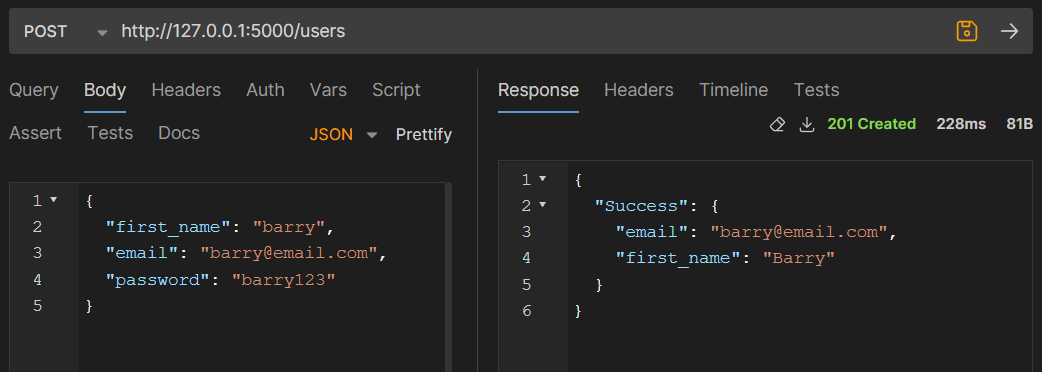 POST http://127.0.0.1:5000/users
Query Body Headers Auth Vars Script
Assert Tests Docs JSON Prettify
1 {
2 "first_name": "barry",
3 "email": "barry@email.com",
4 "password": "barry123"
5 }
Response Headers Timeline Tests
201 Created 228ms 81B
1 {
2 "Success": {
3 "email": "barry@email.com",
4 "first_name": "Barry"
5 }
6 }